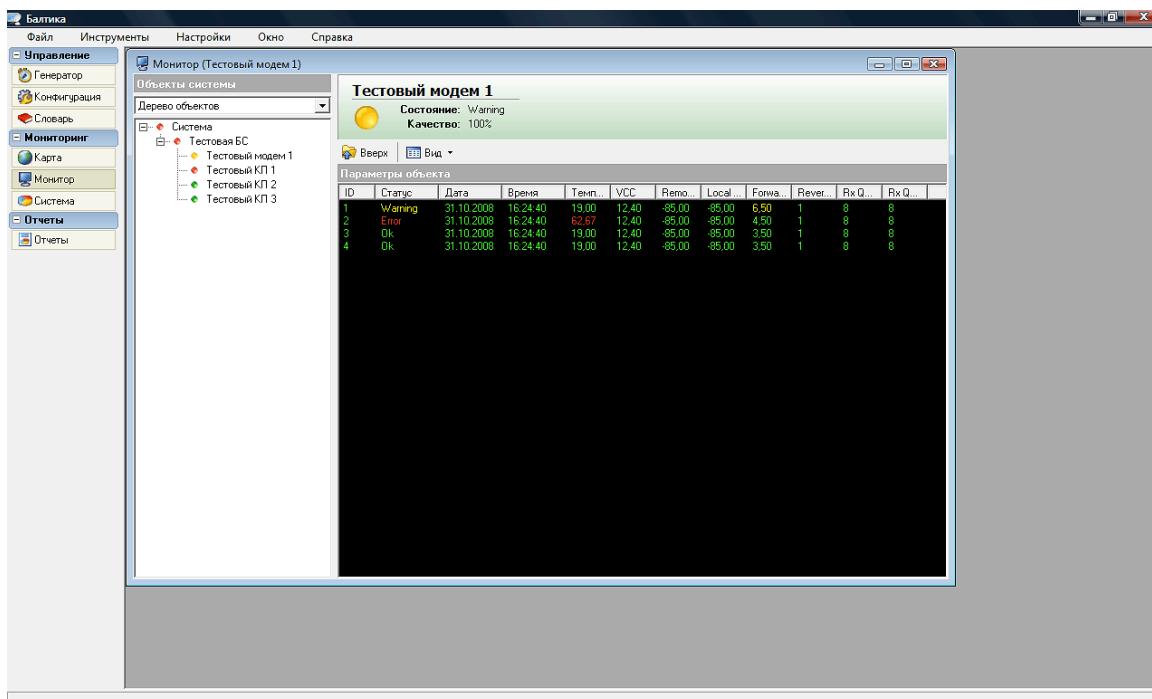 Балтика
Файл Инструменты Настройки Окно Справка
Управление
Генератор
Конфигурация
Словарь
Мониторинг
Карта
Монитор
Система
Отчеты
Отчеты
Монитор (Тестовый модем 1)
Объекты системы
Дерево объектов
Система
Тестовая БС
Тестовый модем 1
Тестовый КП 1
Тестовый КП 2
Тестовый КП 3
Тестовый модем 1
Состояние: Warning
Качество: 100%
Вверх Вид
Параметры объекта
ID Статус Дата Время Темп... VCC Remo... Local ... Forwa... Rever... Rx Q... Rx Q...
1 Warning 31.10.2008 16:24:40 19,00 12,40 -85,00 -85,00 6,50 1 8 8
2 Error 31.10.2008 16:24:40 62,67 12,40 -85,00 -85,00 4,50 1 8 8
3 Ok 31.10.2008 16:24:40 19,00 12,40 -85,00 -85,00 3,50 1 8 8
4 Ok 31.10.2008 16:24:40 19,00 12,40 -85,00 -85,00 3,50 1 8 8